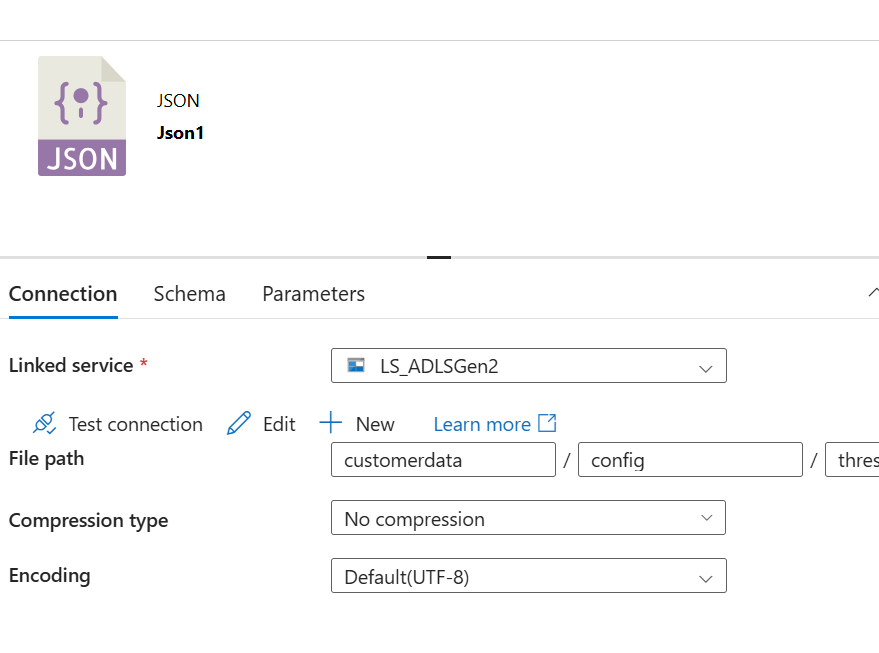 JSON
Json1
JSON
Connection Schema Parameters
Linked service * LS_ADLSGen2
Test connection Edit New Learn more
File path customerdata / config / thres
Compression type No compression
Encoding Default(UTF-8)